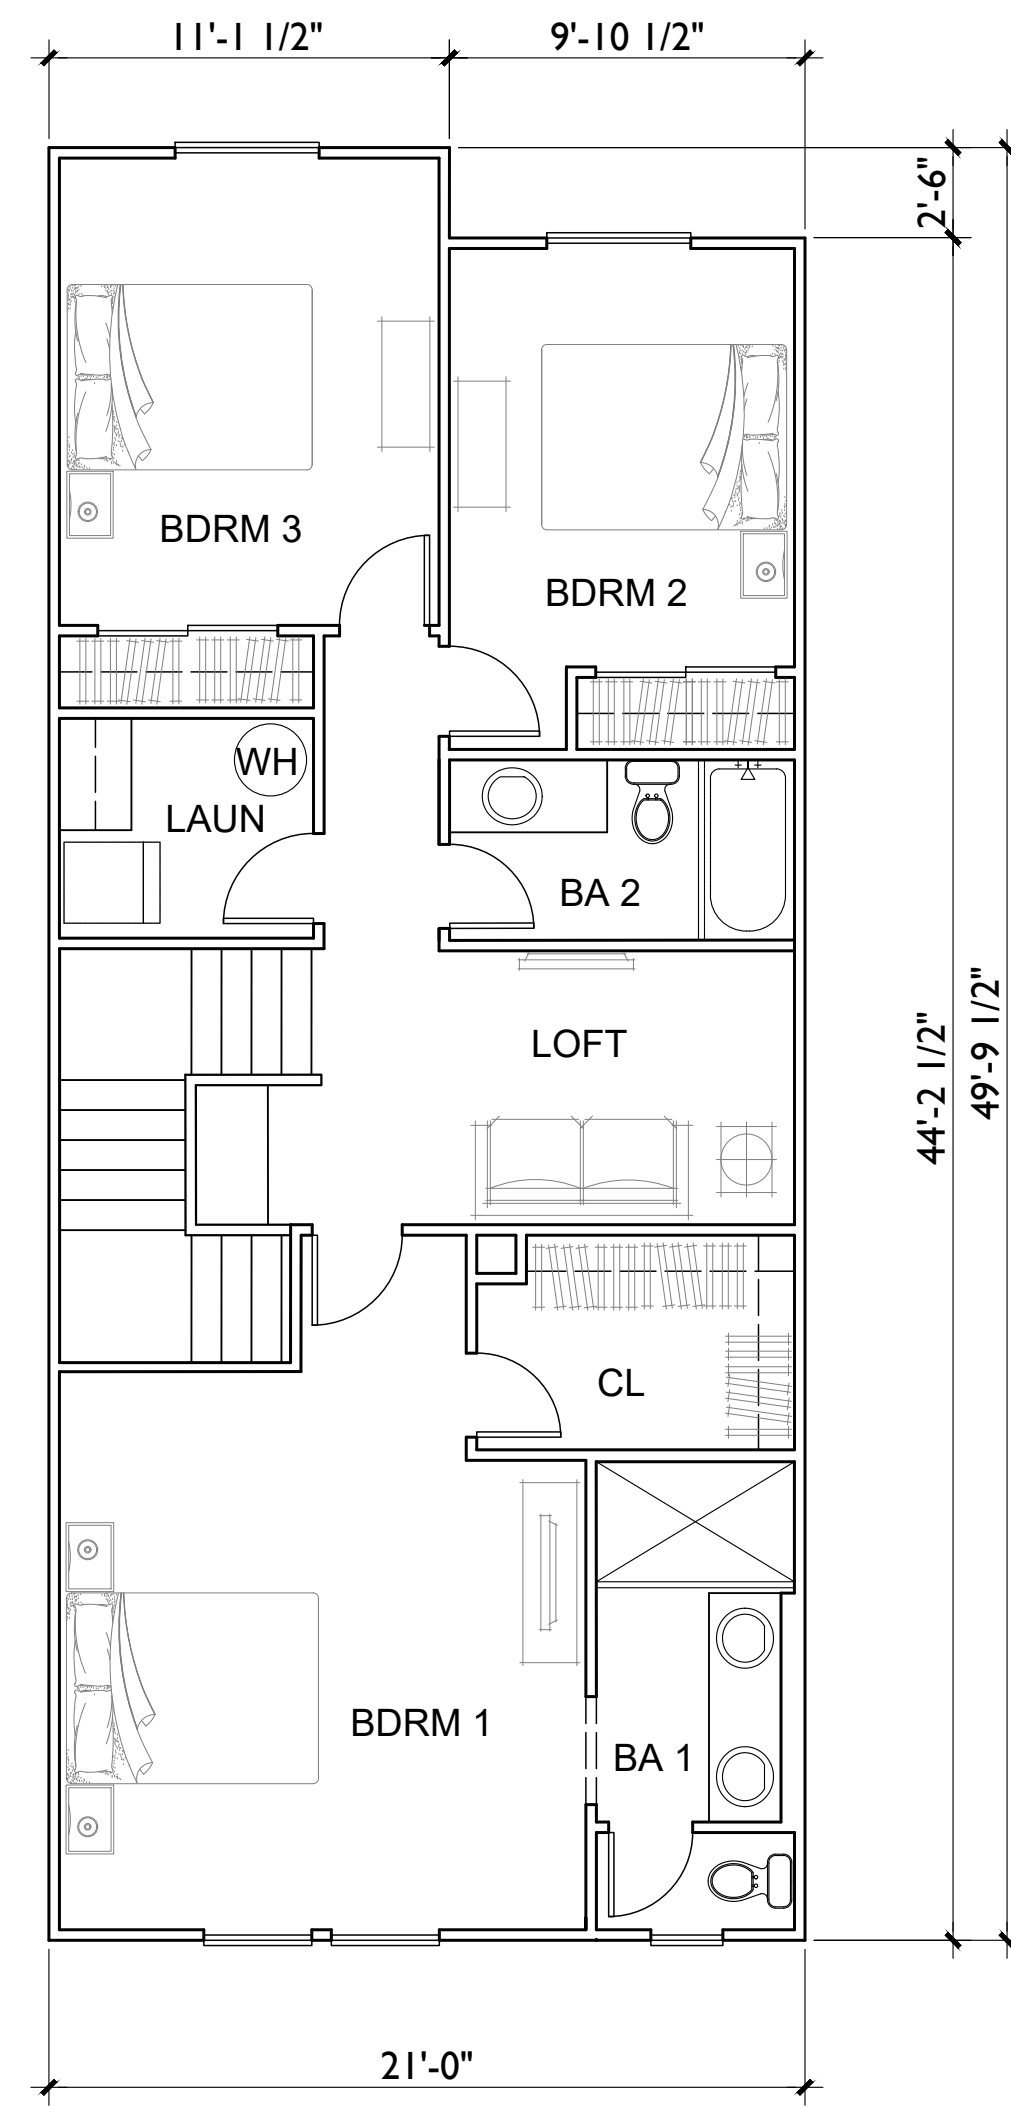 11'-1 1/2"
9'-10 1/2"
2'-6"
BDRM 3
BDRM 2
WH
LAUN
BA 2
LOFT
44'-2 1/2"
49'-9 1/2"
CL
BDRM 1
BA 1
21'-0"